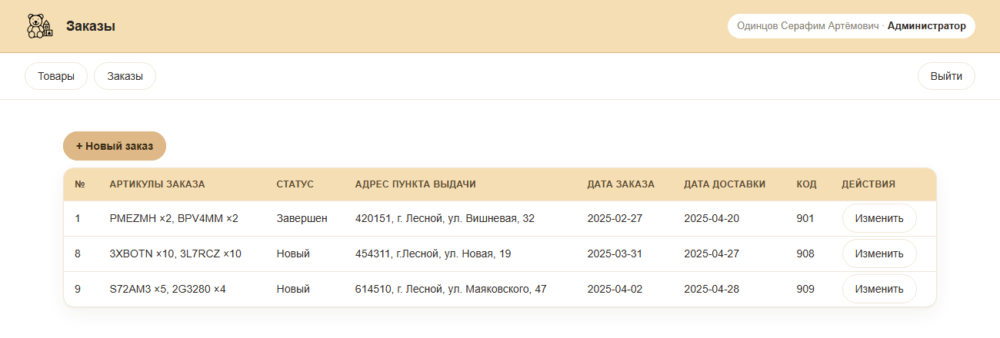 Заказы
Одинцов Серафим Артёмович · Администратор
Товары Заказы Выйти
+ Новый заказ
№ АРТИКУЛЫ ЗАКАЗА СТАТУС АДРЕС ПУНКТА ВЫДАЧИ ДАТА ЗАКАЗА ДАТА ДОСТАВКИ КОД ДЕЙСТВИЯ
1 PMEZMH ×2, BPV4MM ×2 Завершен 420151, г. Лесной, ул. Вишневая, 32 2025-02-27 2025-04-20 901 Изменить
8 3XBOTN ×10, 3L7RCZ ×10 Новый 454311, г.Лесной, ул. Новая, 19 2025-03-31 2025-04-27 908 Изменить
9 S72AM3 ×5, 2G3280 ×4 Новый 614510, г. Лесной, ул. Маяковского, 47 2025-04-02 2025-04-28 909 Изменить